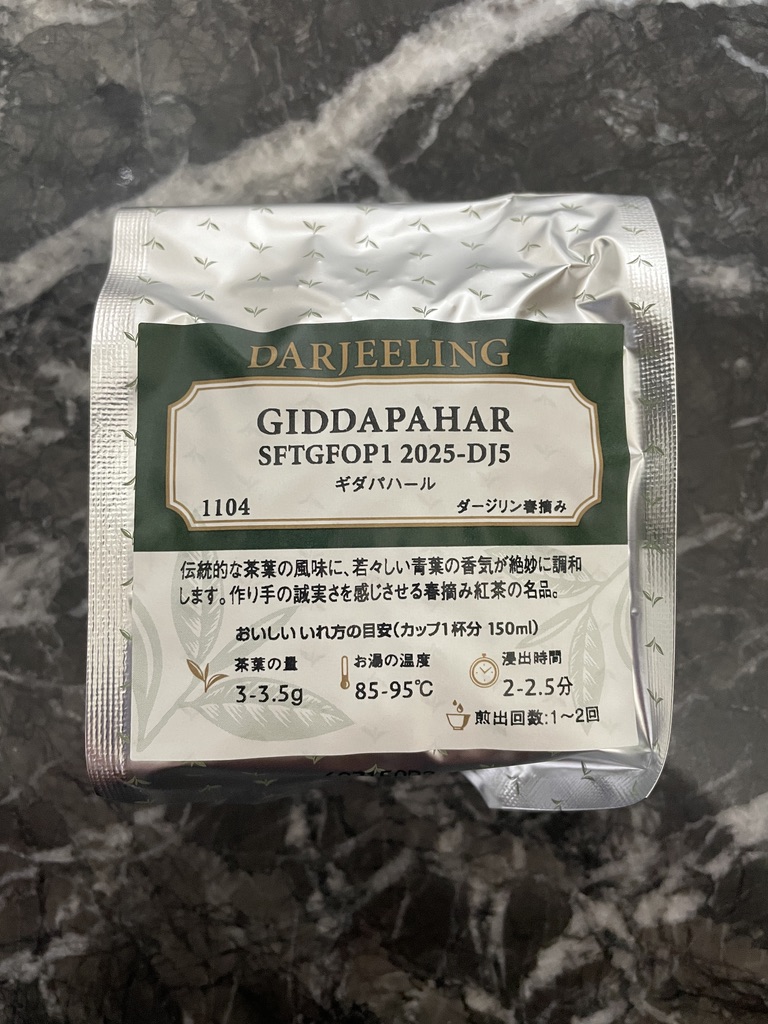 DARJEELING
GIDDAPAHAR
SFTGFOP1 2025-DJ5
ギダパハール
1104 ダージリン春摘み
伝統的な茶葉の風味に、若々しい青葉の香気が絶妙に調和
します。作り手の誠実さを感じさせる春摘み紅茶の名品。
おいしいいれ方の目安(カップ1杯分 150ml)
茶葉の量 お湯の温度 浸出時間
3-3.5g 85-95℃ 2-2.5分
煎出回数:1～2回